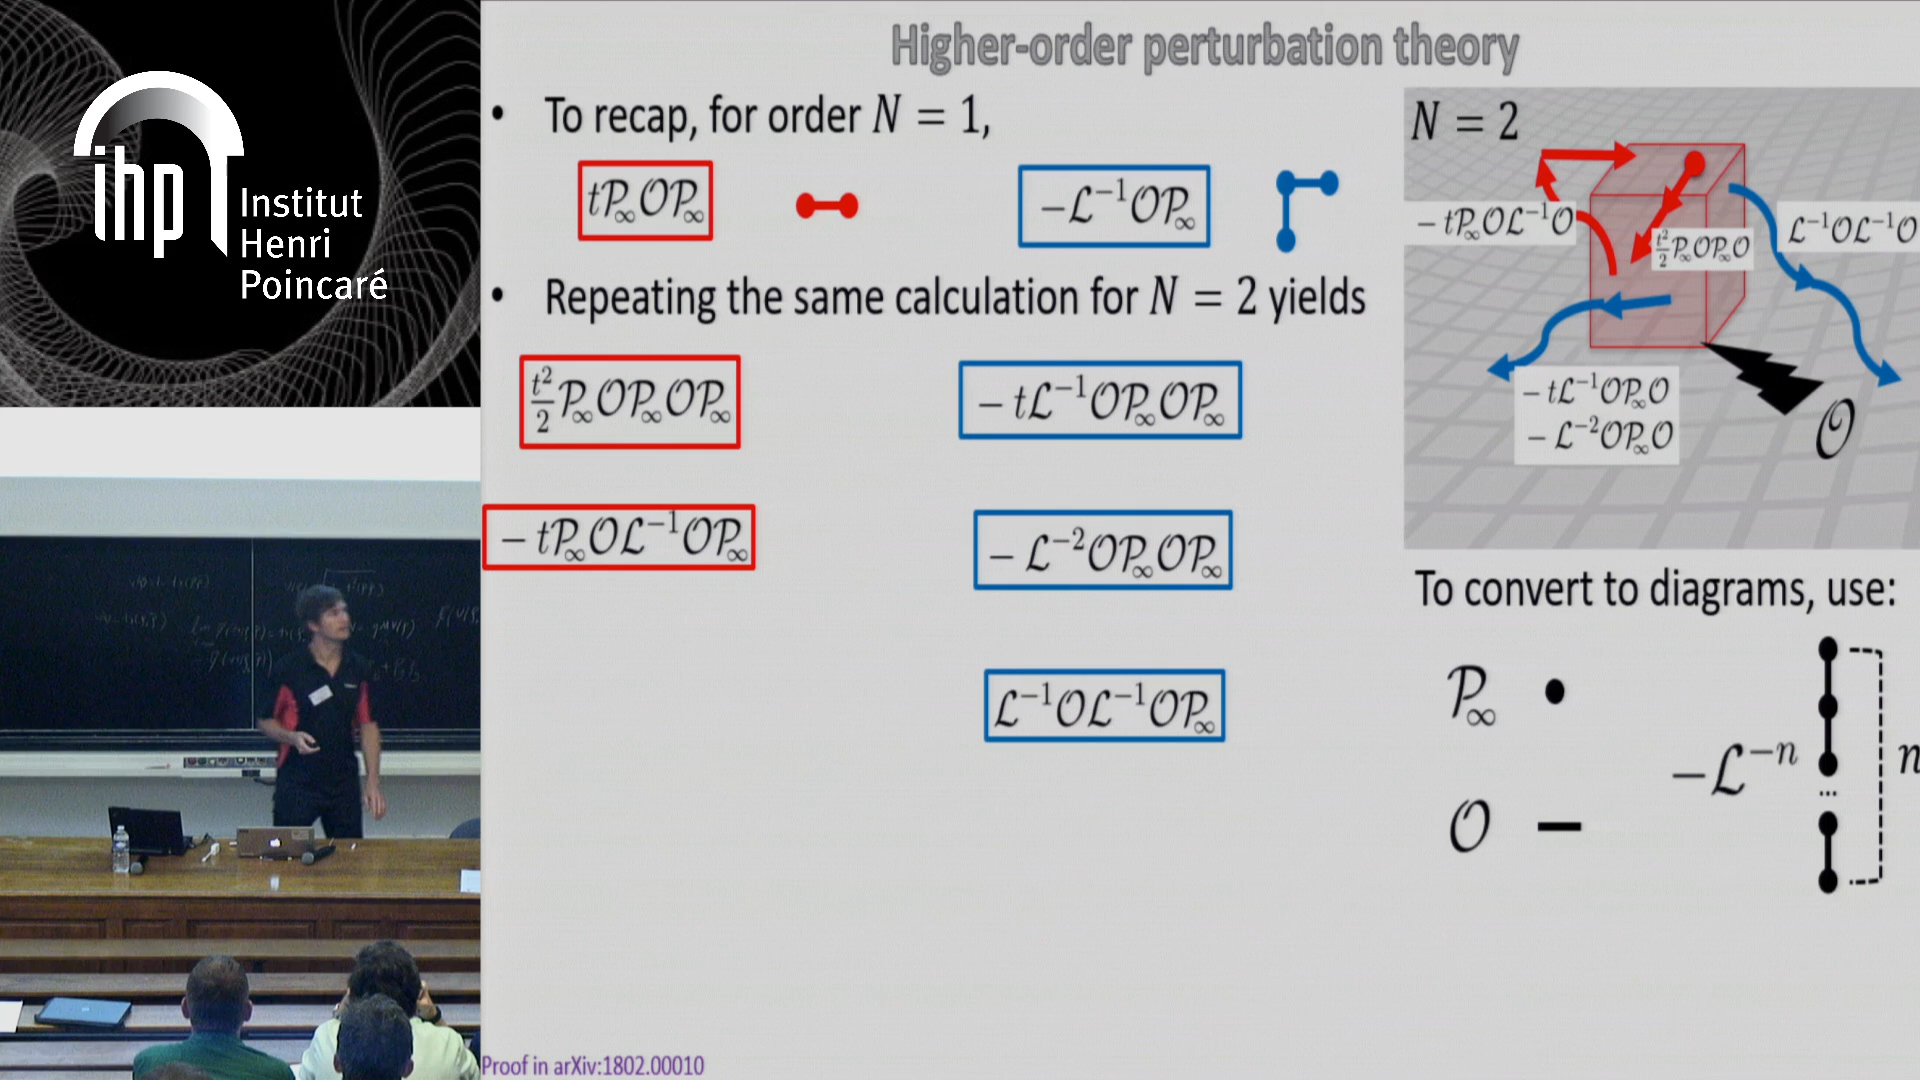 ihp
Institut
Henri
Poincaré
Higher-order perturbation theory
• To recap, for order N = 1,
t𝒫∞𝒪𝒫∞
−ℒ⁻¹𝒪𝒫∞
• Repeating the same calculation for N = 2 yields
t²/2 𝒫∞𝒪𝒫∞𝒪𝒫∞
− tℒ⁻¹𝒪𝒫∞𝒪𝒫∞
− t𝒫∞𝒪ℒ⁻¹𝒪𝒫∞
− ℒ⁻²𝒪𝒫∞𝒪𝒫∞
ℒ⁻¹𝒪ℒ⁻¹𝒪𝒫∞
N = 2
− t𝒫∞𝒪ℒ⁻¹𝒪
t²/2 𝒫∞𝒪𝒫∞𝒪
ℒ⁻¹𝒪ℒ⁻¹𝒪
− tℒ⁻¹𝒪𝒫∞𝒪
− ℒ⁻²𝒪𝒫∞𝒪
𝒪
To convert to diagrams, use:
𝒫∞
−ℒ⁻ⁿ
...
n
𝒪
Proof in arXiv:1802.00010